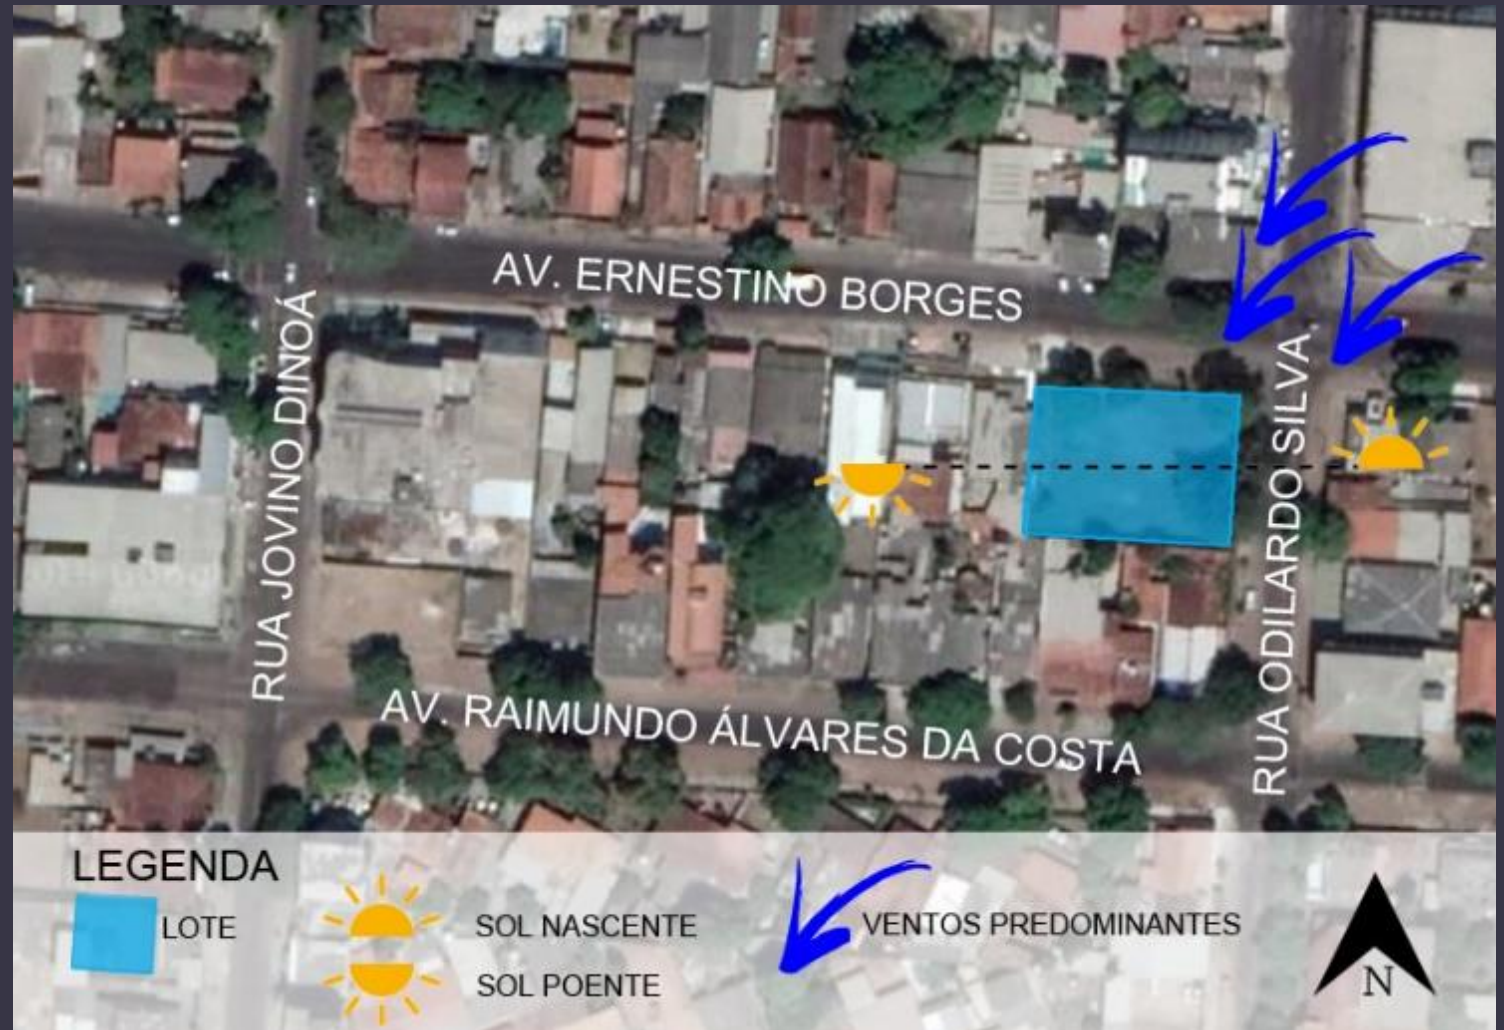 AV. ERNESTINO BORGES
RUA JOVINO DINOÁ
RUA ODILARDO SILVA
AV. RAIMUNDO ÁLVARES DA COSTA
LEGENDA
LOTE
SOL NASCENTE
SOL POENTE
VENTOS PREDOMINANTES
N